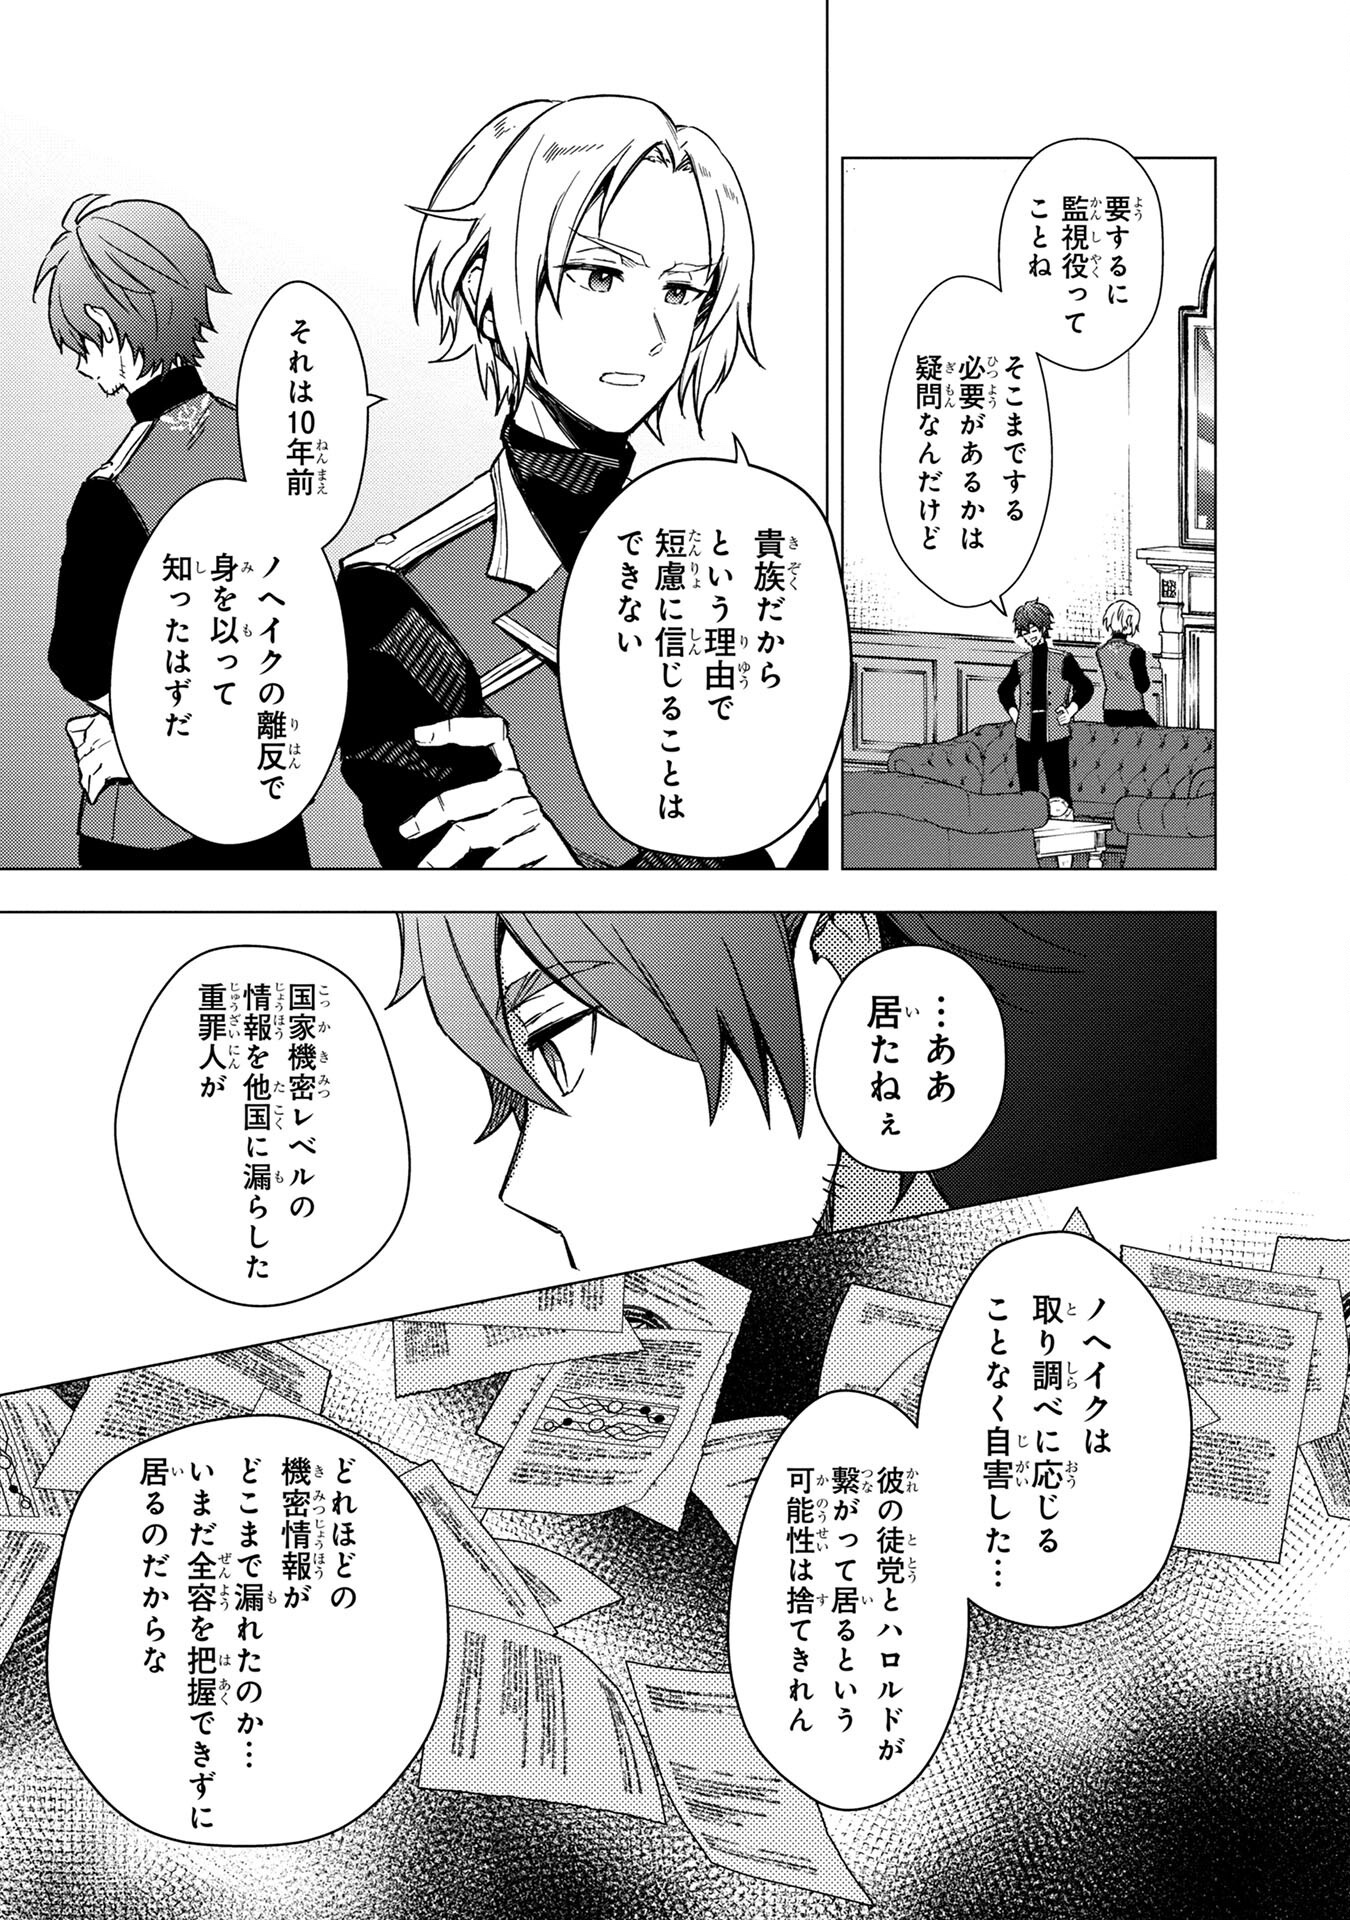 要するに
監視役って
ことね
そこまでする
必要があるかは
疑問なんだけど
貴族だから
という理由で
短慮に信じることは
できない
それは10年前
ノヘイクの離反で
身を以って
知ったはずだ
…ああ
居たねぇ
国家機密レベルの
情報を他国に漏らした
重罪人が
ノヘイクは
取り調べに応じる
ことなく自害した…
彼の徒党とハロルドが
繋がって居るという
可能性は捨てきれん
どれほどの
機密情報が
どこまで漏れたのか…
いまだ全容を把握できずに
居るのだからな